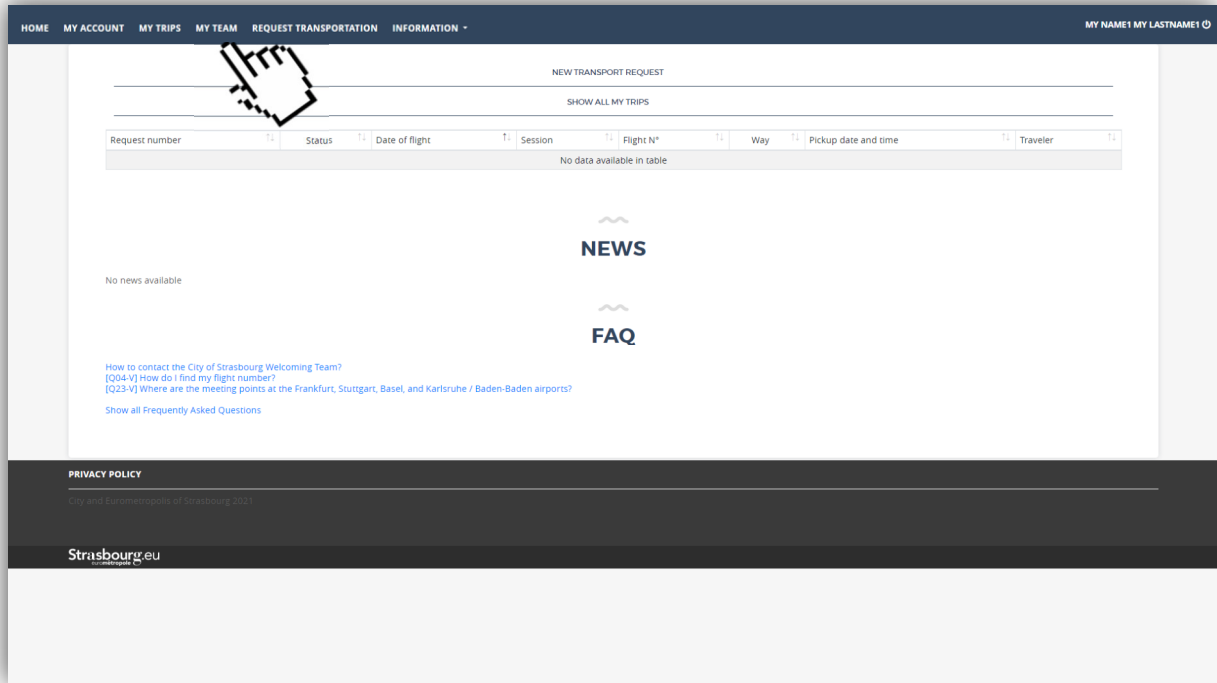 HOME MY ACCOUNT MY TRIPS MY TEAM REQUEST TRANSPORTATION INFORMATION MY NAME1 MY LASTNAME1
NEW TRANSPORT REQUEST
SHOW ALL MY TRIPS
Request number Status Date of flight Session Flight N° Way Pickup date and time Traveler
No data available in table
NEWS
No news available
FAQ
How to contact the City of Strasbourg Welcoming Team?
[Q04-V] How do I find my flight number?
[Q23-V] Where are the meeting points at the Frankfurt, Stuttgart, Basel, and Karlsruhe / Baden-Baden airports?
Show all Frequently Asked Questions
PRIVACY POLICY
City and Eurometropolis of Strasbourg 2021
Strasbourg.eu
eurométropole